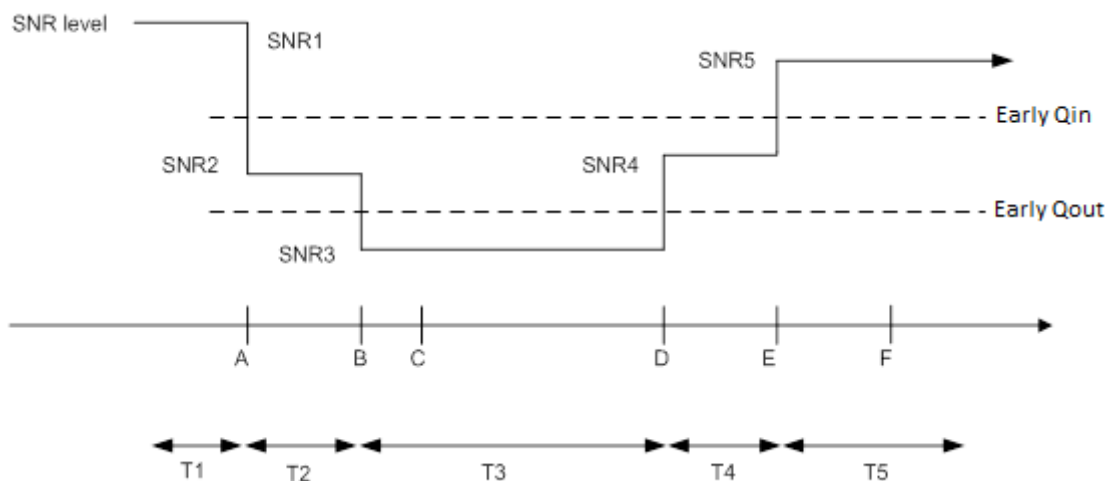 SNR level
SNR1
SNR5
Early Qin
SNR2
SNR4
Early Qout
SNR3
A B C D E F
T1 T2 T3 T4 T5